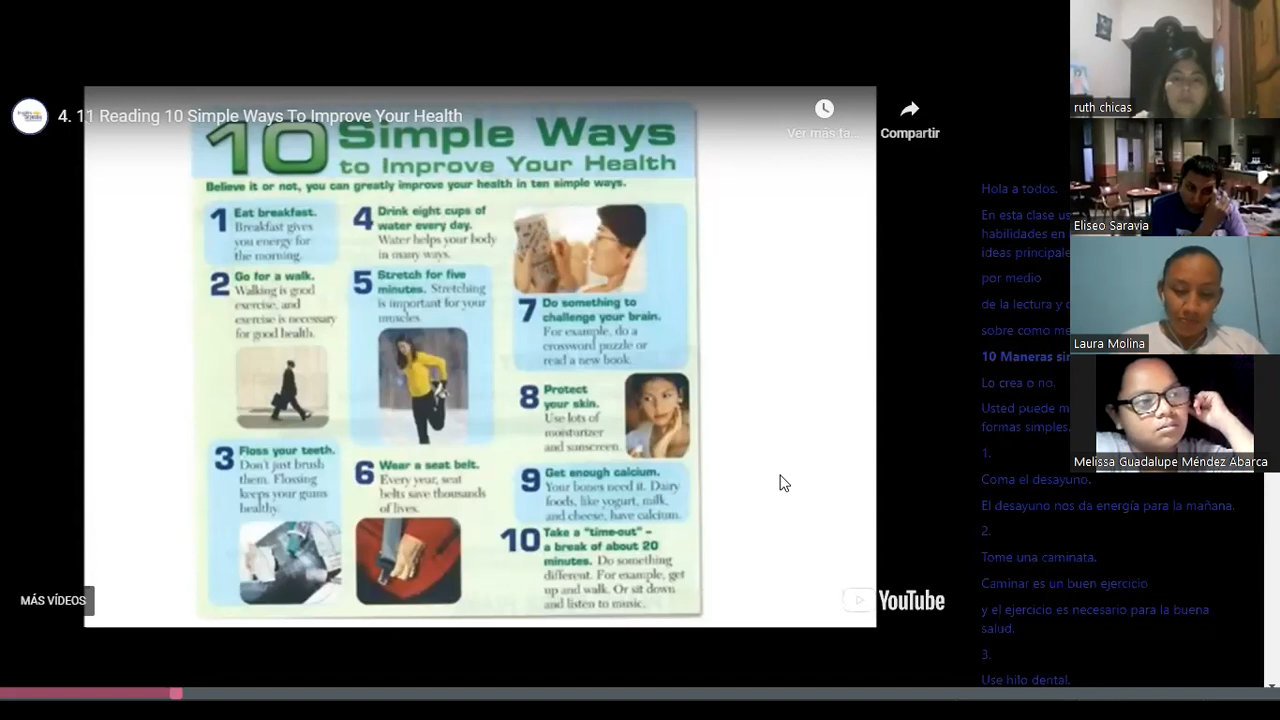 4. 11 Reading 10 Simple Ways To Improve Your Health
Ver más ta...
Compartir
10 Simple Ways
to Improve Your Health
Believe it or not, you can greatly improve your health in ten simple ways.
1 Eat breakfast.
Breakfast gives
you energy for
the morning.
2 Go for a walk.
Walking is good
exercise, and
exercise is necessary
for good health.
3 Floss your teeth.
Don't just brush
them. Flossing
keeps your gums
healthy.
4 Drink eight cups of
water every day.
Water helps your body
in many ways.
5 Stretch for five
minutes. Stretching
is important for your
muscles.
6 Wear a seat belt.
Every year, seat
belts save thousands
of lives.
7 Do something to
challenge your brain.
For example, do a
crossword puzzle or
read a new book.
8 Protect
your skin.
Use lots of
moisturizer
and sunscreen.
9 Get enough calcium.
Your bones need it. Dairy
foods, like yogurt, milk,
and cheese, have calcium.
10 Take a "time-out" –
a break of about 20
minutes. Do something
different. For example, get
up and walk. Or sit down
and listen to music.
MÁS VÍDEOS
YouTube
Hola a todos.
En esta clase
habilidades en
ideas principale
por medio
de la lectura y
sobre como
10 Maneras
Lo crea o no.
Usted puede
formas simples.
1.
Coma el desayuno.
El desayuno nos da energía para la mañana.
2.
Tome una caminata.
Caminar es un buen ejercicio
y el ejercicio es necesario para la buena
salud.
3.
Use hilo dental.
ruth chicas
Eliseo Saravia
Laura Molina
Melissa Guadalupe Méndez Abarca